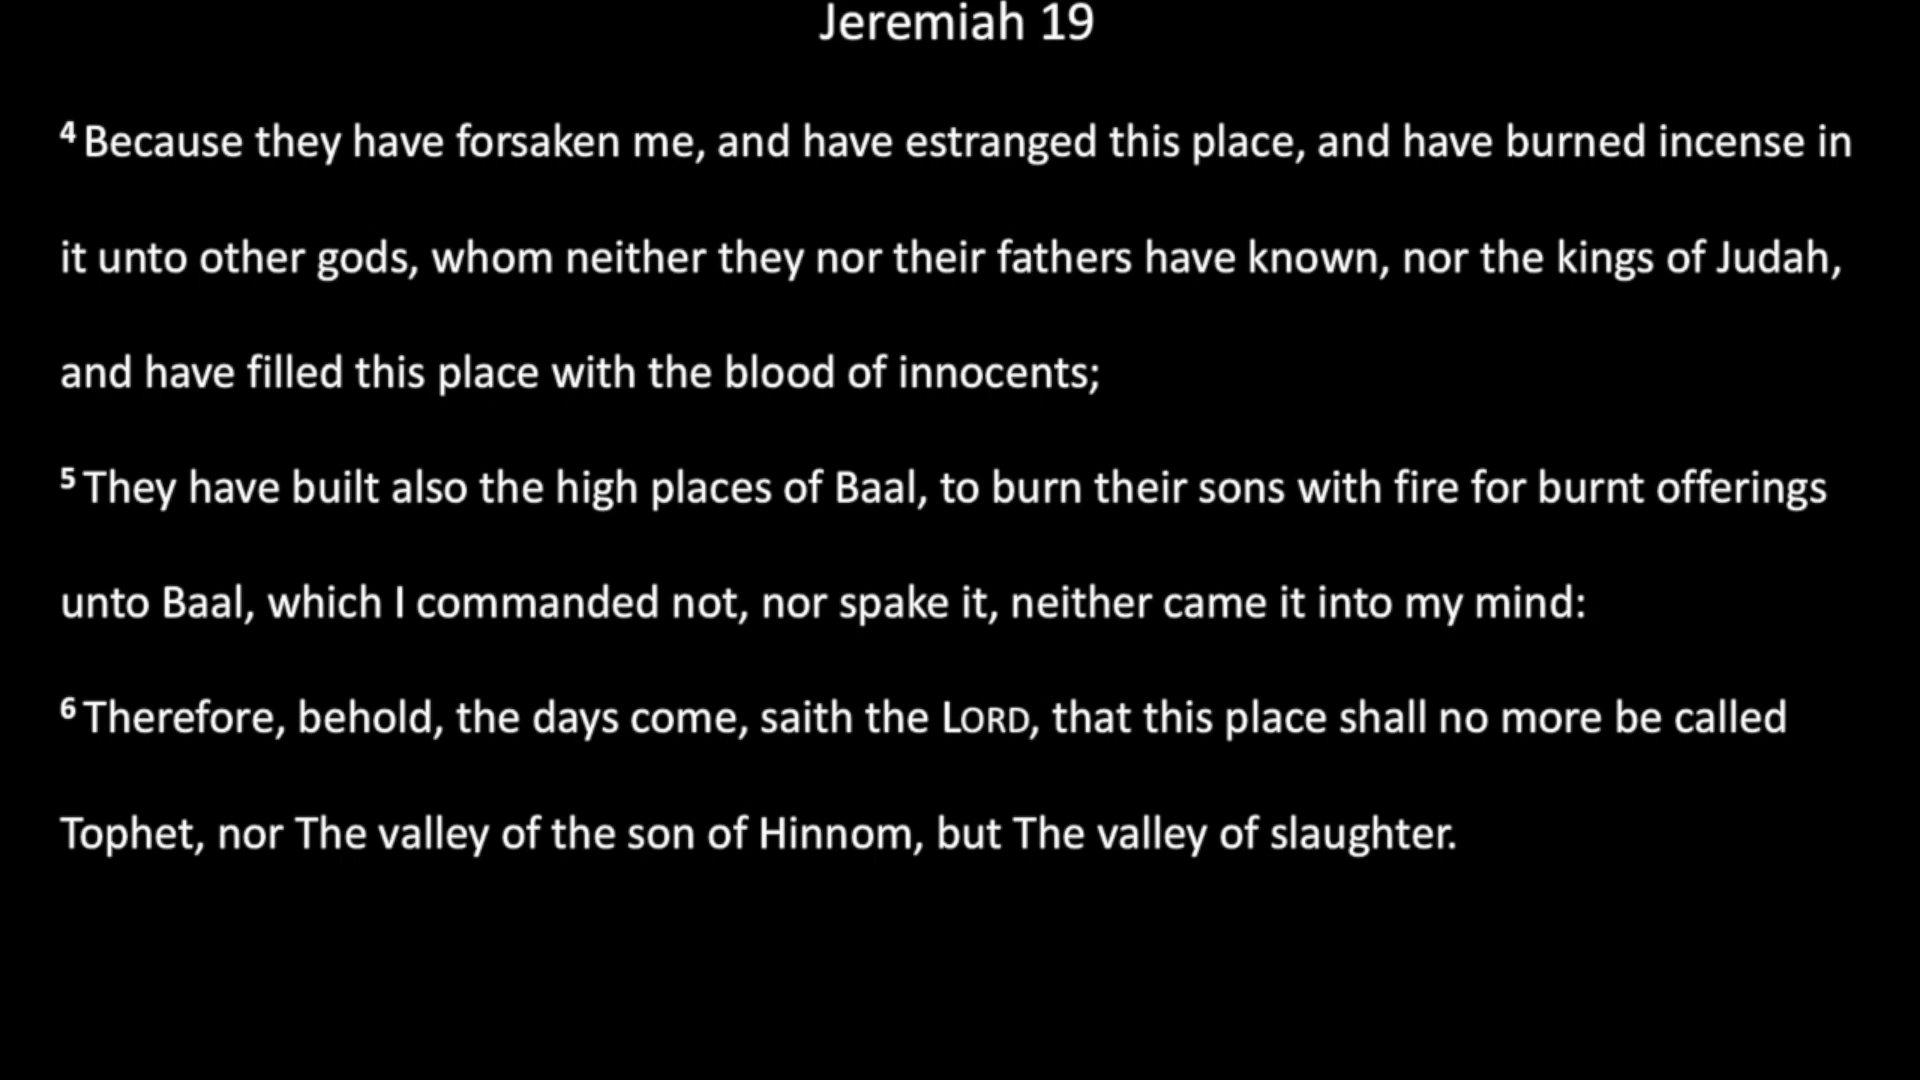 Jeremiah 19
4 Because they have forsaken me, and have estranged this place, and have burned incense in
it unto other gods, whom neither they nor their fathers have known, nor the kings of Judah,
and have filled this place with the blood of innocents;
5 They have built also the high places of Baal, to burn their sons with fire for burnt offerings
unto Baal, which I commanded not, nor spake it, neither came it into my mind:
6 Therefore, behold, the days come, saith the LORD, that this place shall no more be called
Tophet, nor The valley of the son of Hinnom, but The valley of slaughter.